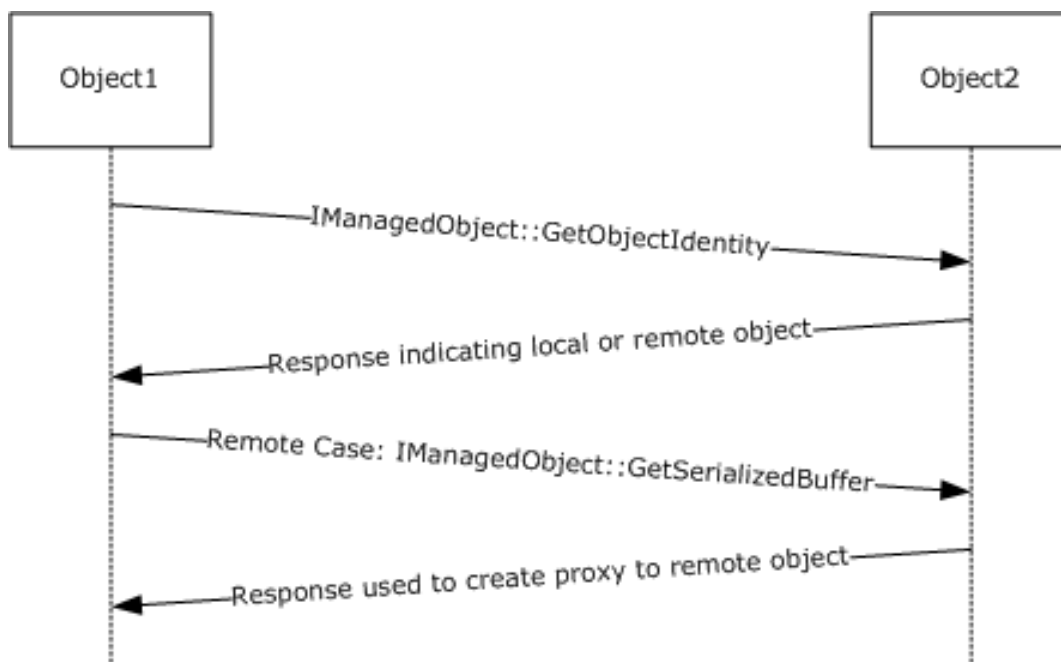 Object1
Object2
IManagedObject::GetObjectIdentity
Response indicating local or remote object
Remote Case: IManagedObject::GetSerializedBuffer
Response used to create proxy to remote object